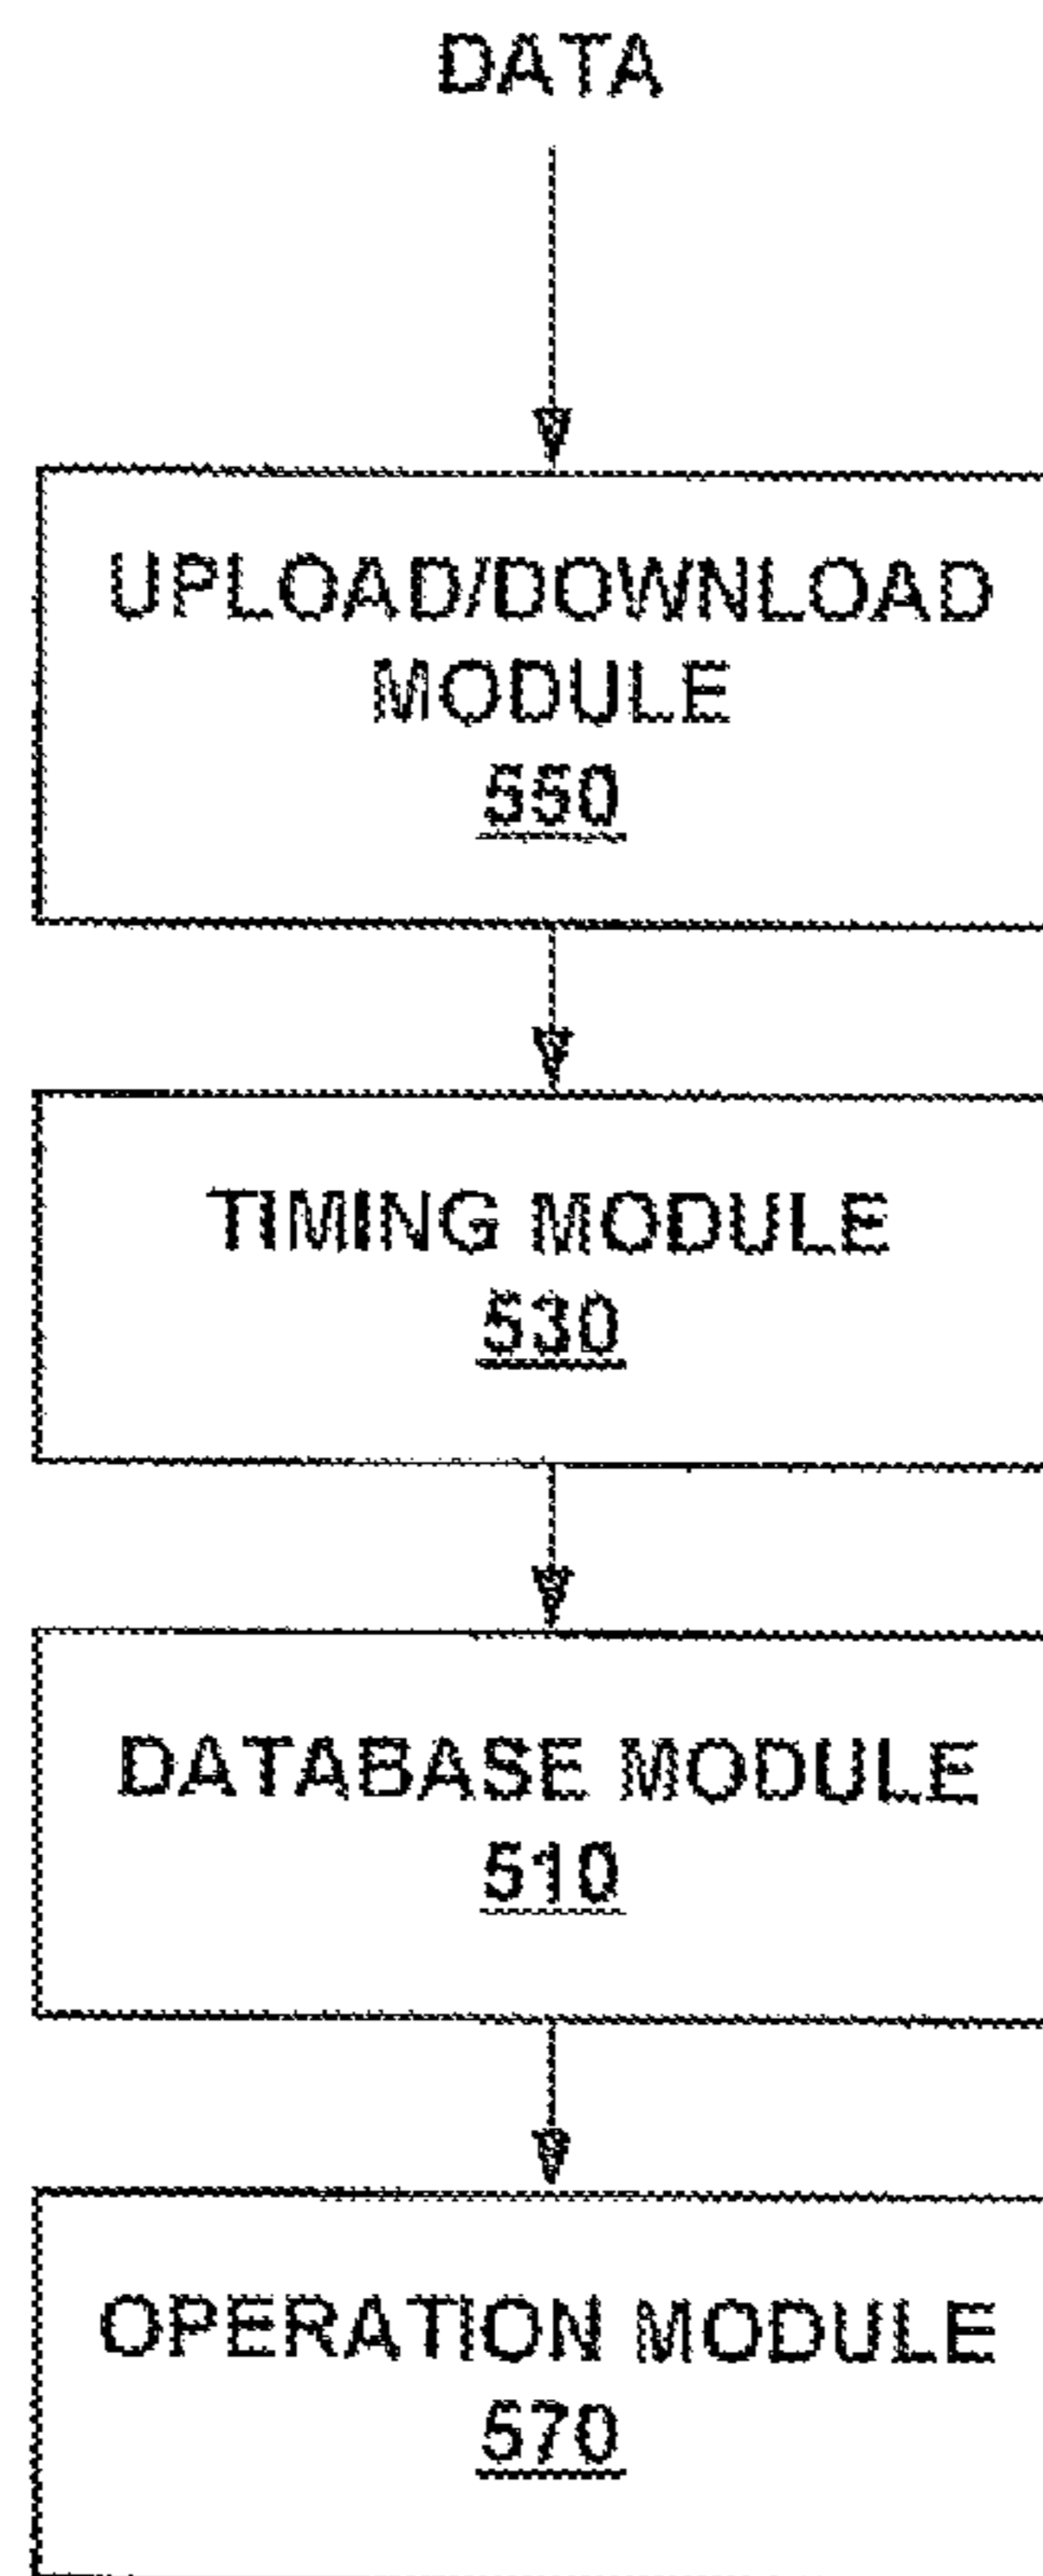 DATA
UPLOAD/DOWNLOAD
MODULE
550
TIMING MODULE
530
DATABASE MODULE
510
OPERATION MODULE
570